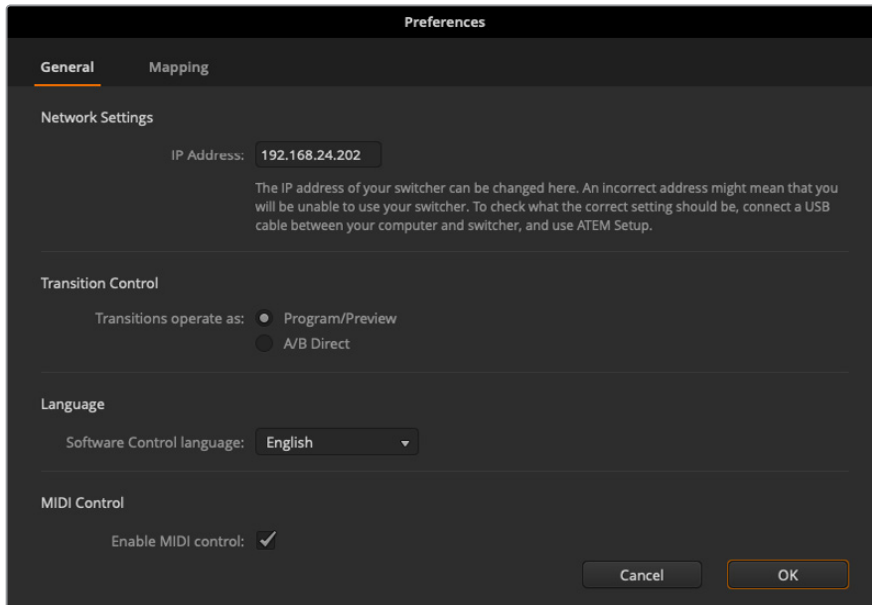 Preferences
General Mapping
Network Settings
IP Address: 192.168.24.202
The IP address of your switcher can be changed here. An incorrect address might mean that you
will be unable to use your switcher. To check what the correct setting should be, connect a USB
cable between your computer and switcher, and use ATEM Setup.
Transition Control
Transitions operate as: Program/Preview
A/B Direct
Language
Software Control language: English
MIDI Control
Enable MIDI control:
Cancel OK